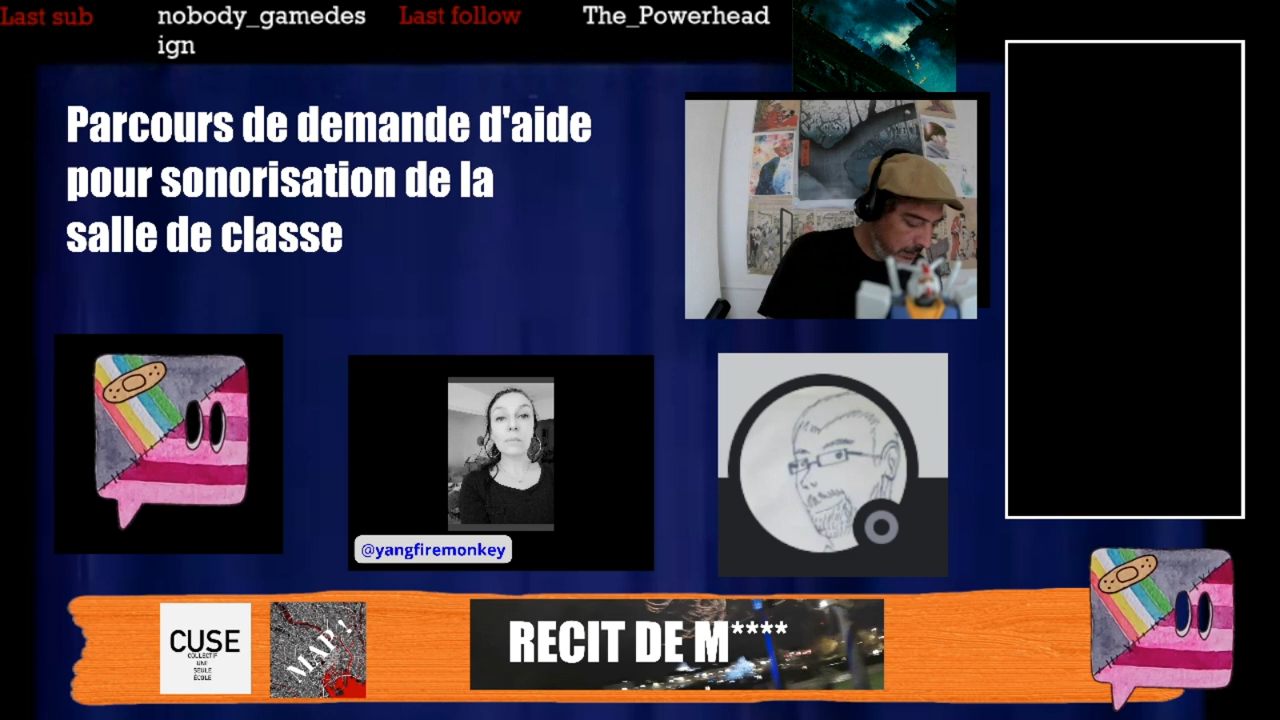 Last sub
nobody_gamedes
ign
Last follow
The_Powerhead
Parcours de demande d'aide
pour sonorisation de la
salle de classe
@yangfiremonkey
CUSE
COLLECTIF
UNE
SEULE
ÉCOLE
MAP !
RECIT DE M****